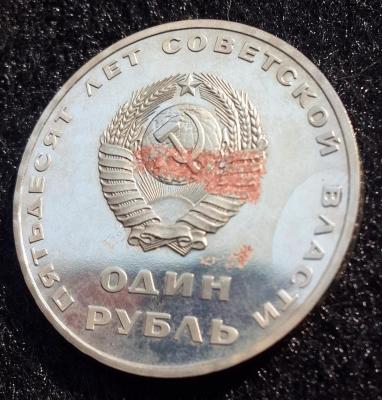 ПЯТЬДЕСЯТ ЛЕТ СОВЕТСКОЙ ВЛАСТИ
ОДИН
РУБЛЬ